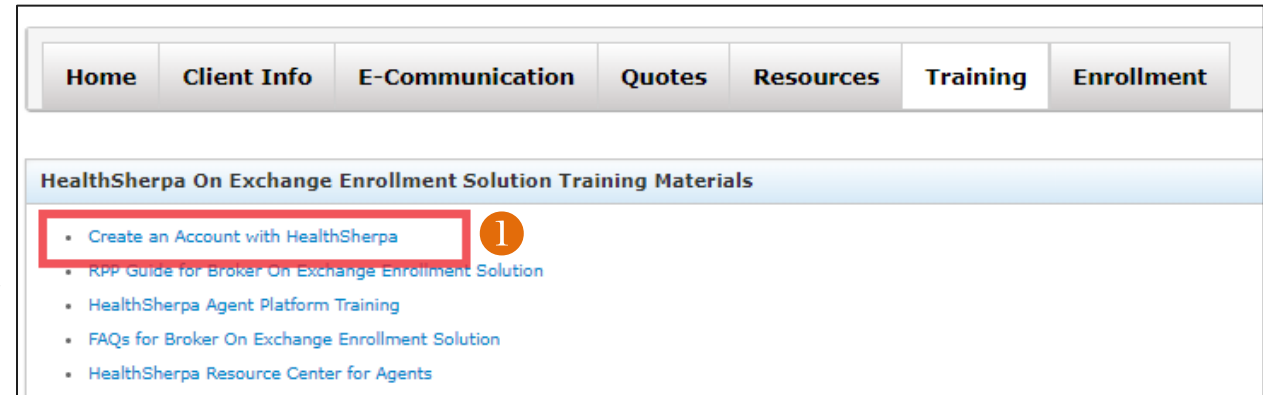 Home Client Info E-Communication Quotes Resources Training Enrollment
HealthSherpa On Exchange Enrollment Solution Training Materials
• Create an Account with HealthSherpa
1
• RPP Guide for Broker On Exchange Enrollment Solution
• HealthSherpa Agent Platform Training
• FAQs for Broker On Exchange Enrollment Solution
• HealthSherpa Resource Center for Agents